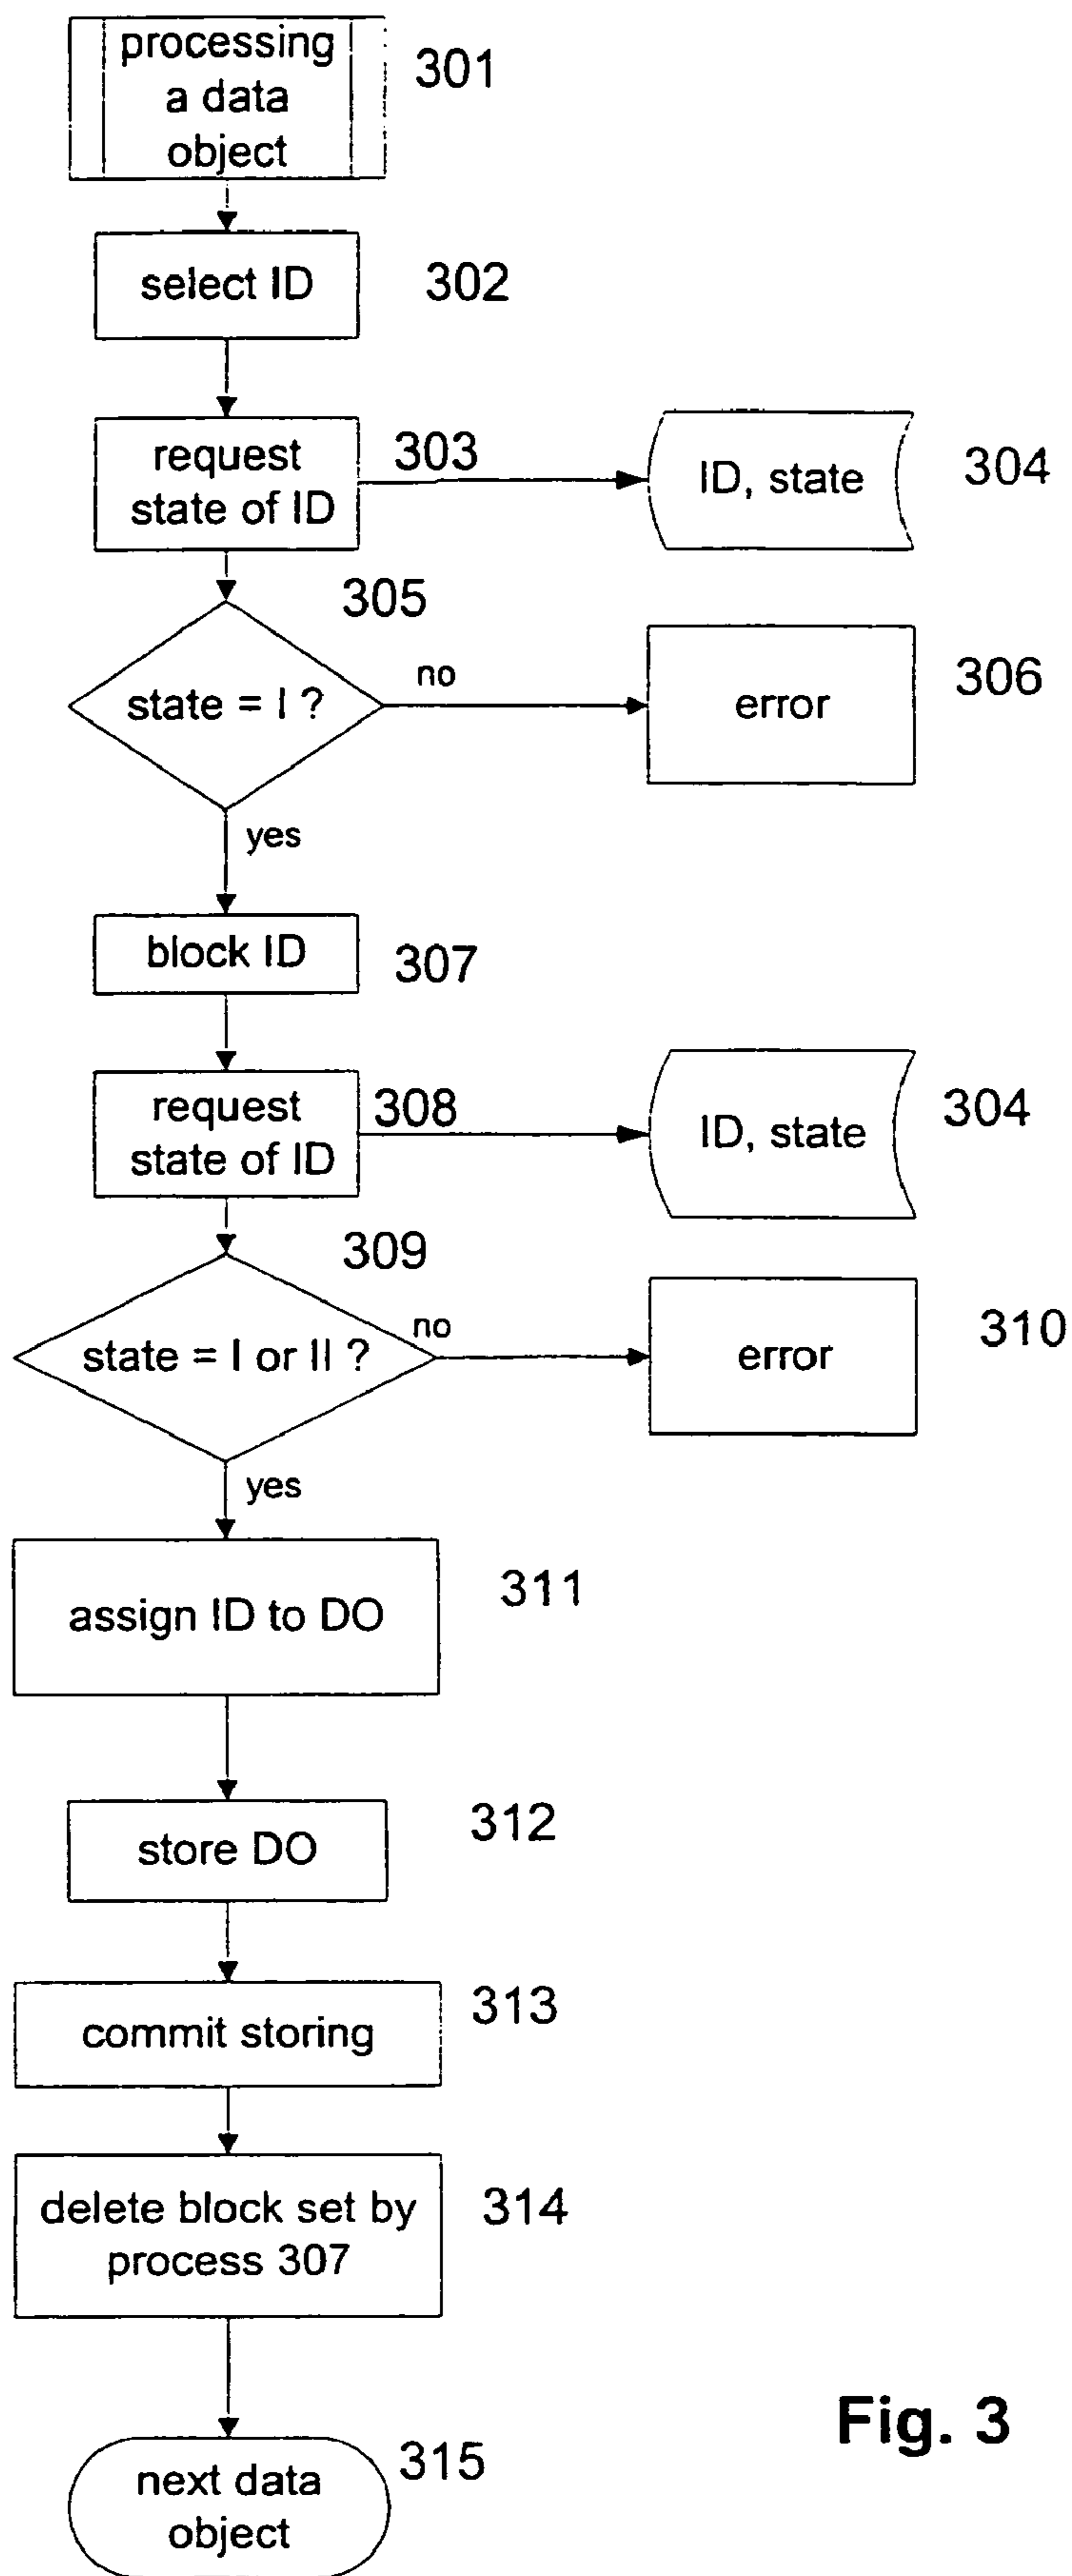 processing
a data
object
301
select ID
302
request
state of ID
303
ID, state
304
305
state = I ?
no
error
306
yes
block ID
307
request
state of ID
308
ID, state
304
309
state = I or II ?
no
error
310
yes
assign ID to DO
311
store DO
312
commit storing
313
delete block set by
process 307
314
next data
object
315
Fig. 3